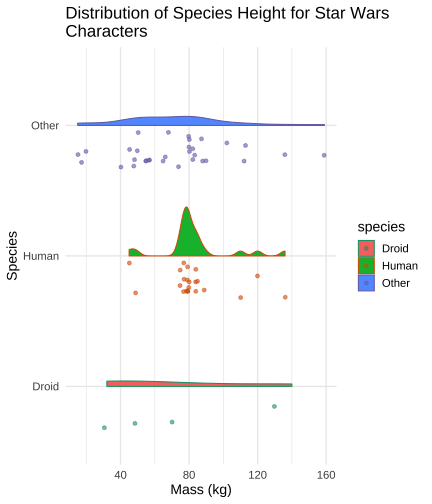 Distribution of Species Height for Star Wars
Characters
Other
Human
Droid
Species
40
80
120
160
Mass (kg)
species
Droid
Human
Other